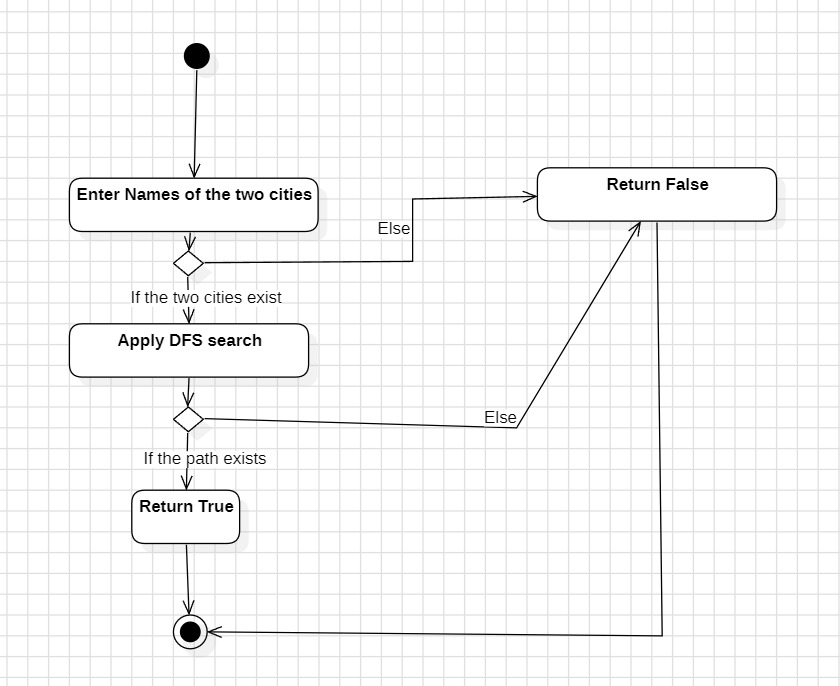 Enter Names of the two cities
Return False
Else
If the two cities exist
Apply DFS search
Else
If the path exists
Return True